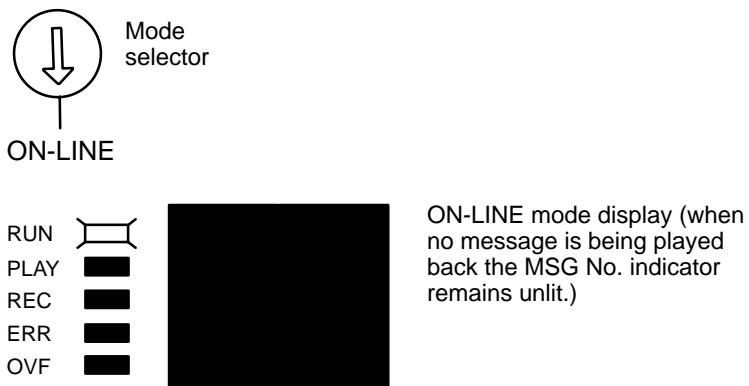 Mode
selector
ON-LINE
RUN
PLAY
REC
ERR
OVF
ON-LINE mode display (when
no message is being played
back the MSG No. indicator
remains unlit.)